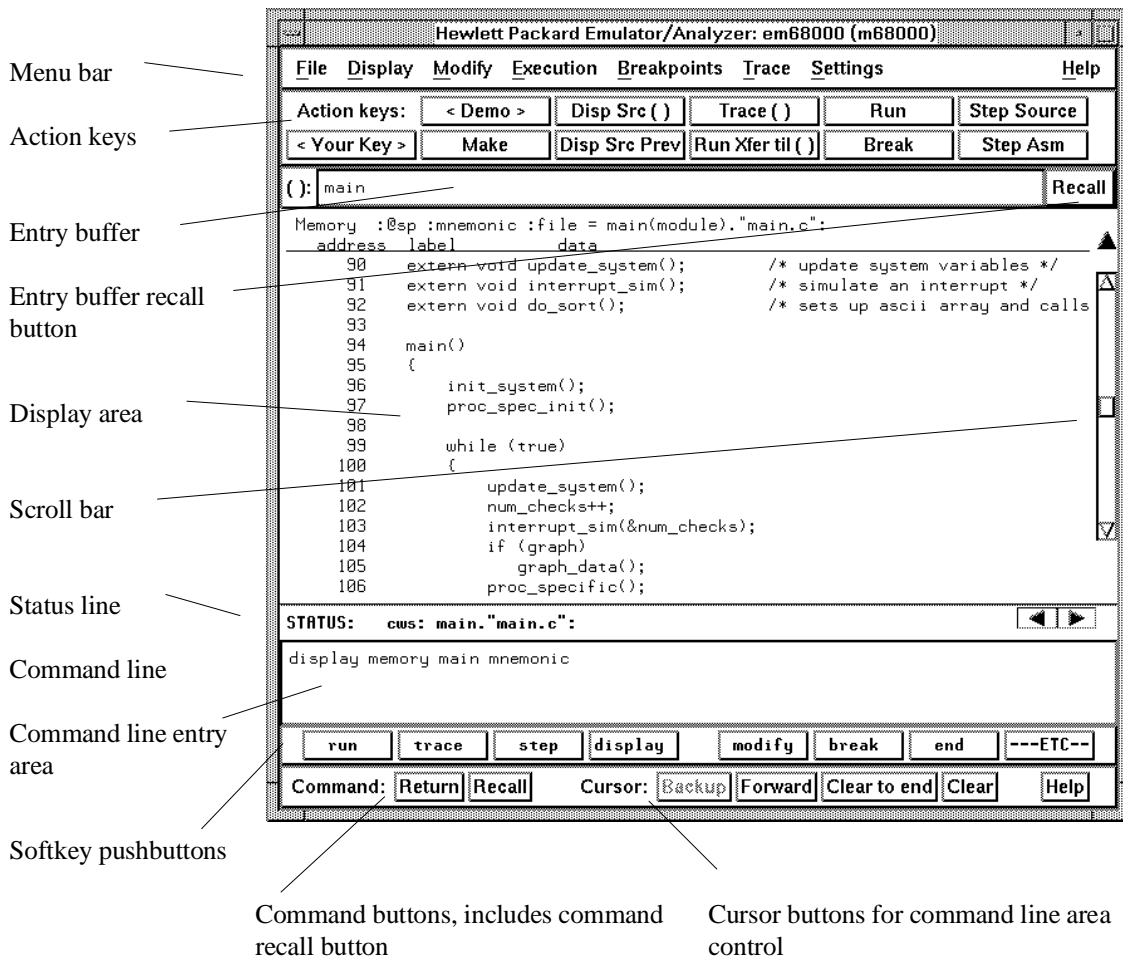 Hewlett Packard Emulator/Analyzer: em68000 (m68000)
Menu bar
File Display Modify Execution Breakpoints Trace Settings Help
Action keys
Action keys: < Demo > Disp Src ( ) Trace ( ) Run Step Source
< Your Key > Make Disp Src Prev Run Xfer til ( ) Break Step Asm
( ): main Recall
Entry buffer
Entry buffer recall
button
Memory :@sp :mnemonic :file = main(module)."main.c":
address label data
90 extern void update_system(); /* update system variables */
91 extern void interrupt_sim(); /* simulate an interrupt */
92 extern void do_sort(); /* sets up ascii array and calls
93
94 main()
95 {
96 init_system();
97 proc_spec_init();
98
99 while (true)
100 {
101 update_system();
102 num_checks++;
103 interrupt_sim(&num_checks);
104 if (graph)
105 graph_data();
106 proc_specific();
Display area
Scroll bar
Status line
STATUS: cws: main."main.c":
Command line
display memory main mnemonic
Command line entry
area
run trace step display modify break end ---ETC--
Command: Return Recall Cursor: Backup Forward Clear to end Clear Help
Softkey pushbuttons
Command buttons, includes command
recall button
Cursor buttons for command line area
control